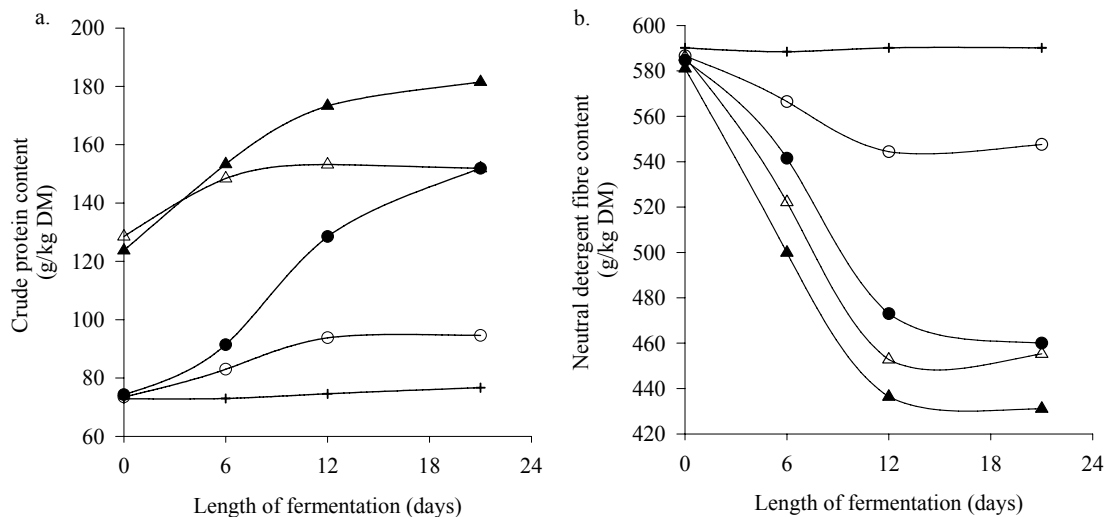 a.
200
180
160
140
120
100
80
60
Crude protein content
(g/kg DM)
0 6 12 18 24
Length of fermentation (days)
b.
600
580
560
540
520
500
480
460
440
420
Neutral detergent fibre content
(g/kg DM)
0 6 12 18 24
Length of fermentation (days)